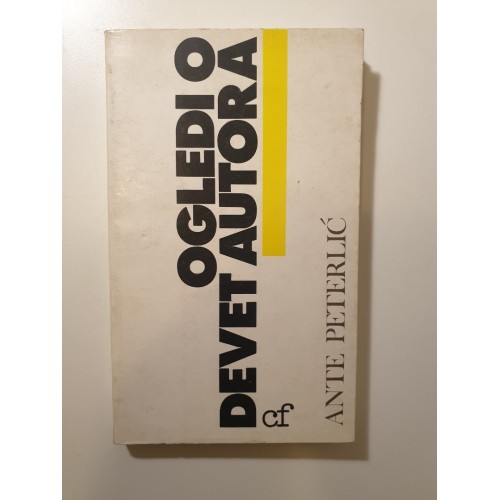 OGLEDI O
DEVET AUTORA
cf
ANTE PETERLIĆ